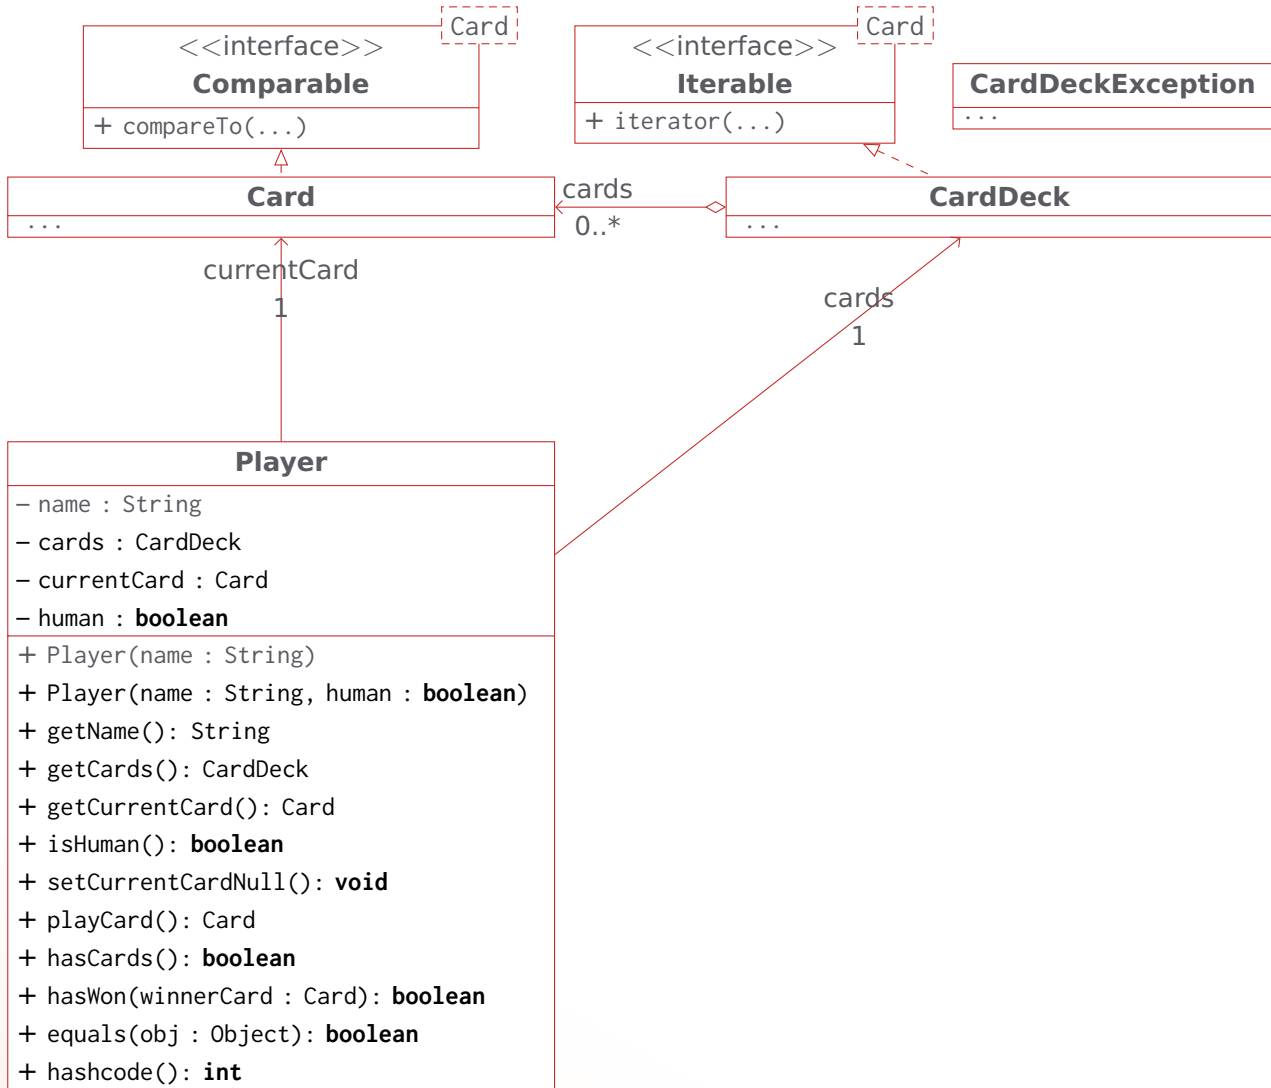 Card
<<interface>>
Comparable
+ compareTo(...)
Card
<<interface>>
Iterable
+ iterator(...)
CardDeckException
...
Card
...
cards
0..*
CardDeck
...
currentCard
1
cards
1
Player
– name : String
– cards : CardDeck
– currentCard : Card
– human : boolean
+ Player(name : String)
+ Player(name : String, human : boolean)
+ getName(): String
+ getCards(): CardDeck
+ getCurrentCard(): Card
+ isHuman(): boolean
+ setCurrentCardNull(): void
+ playCard(): Card
+ hasCards(): boolean
+ hasWon(winnerCard : Card): boolean
+ equals(obj : Object): boolean
+ hashcode(): int